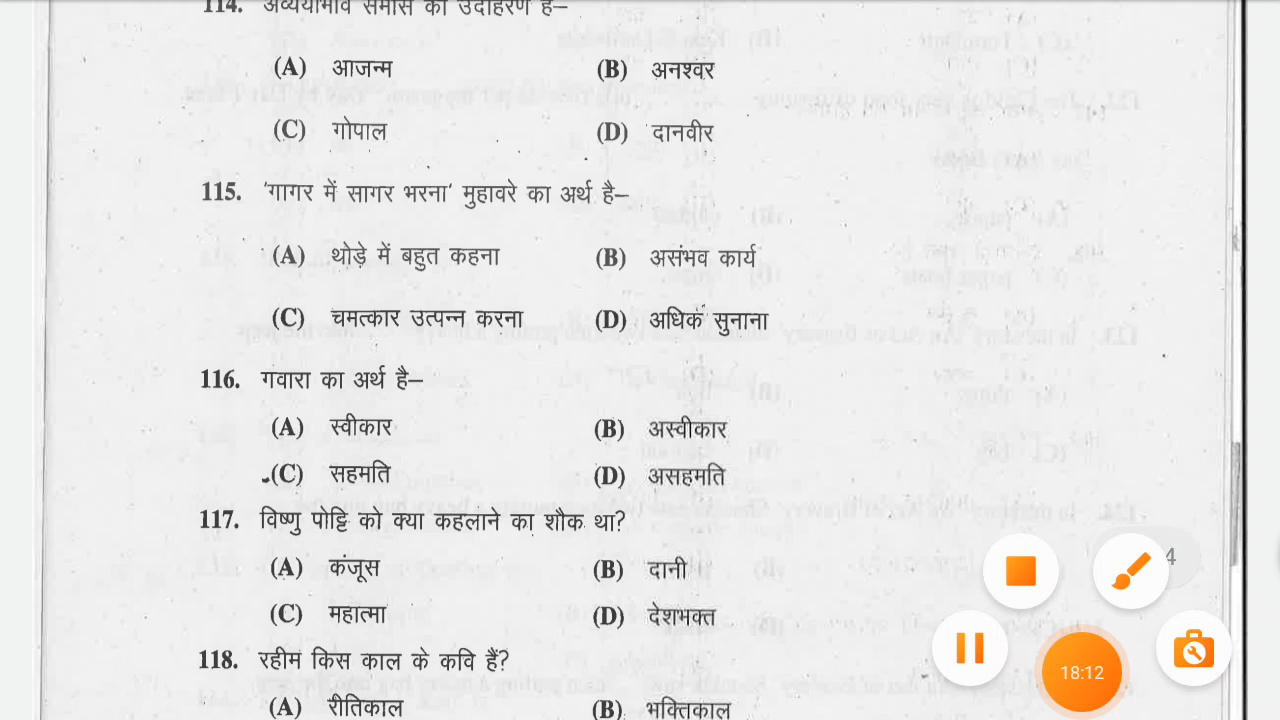 114. अव्ययीभाव समास का उदाहरण है–
(A) आजन्म (B) अनश्वर
(C) गोपाल (D) दानवीर
115. 'गागर में सागर भरना' मुहावरे का अर्थ है–
(A) थोड़े में बहुत कहना (B) असंभव कार्य
(C) चमत्कार उत्पन्न करना (D) अधिक सुनाना
116. गवारा का अर्थ है–
(A) स्वीकार (B) अस्वीकार
(C) सहमति (D) असहमति
117. विष्णु पोट्टि को क्या कहलाने का शौक था?
(A) कंजूस (B) दानी
(C) महात्मा (D) देशभक्त
118. रहीम किस काल के कवि हैं?
(A) रीतिकाल (B) भक्तिकाल
4
18:12